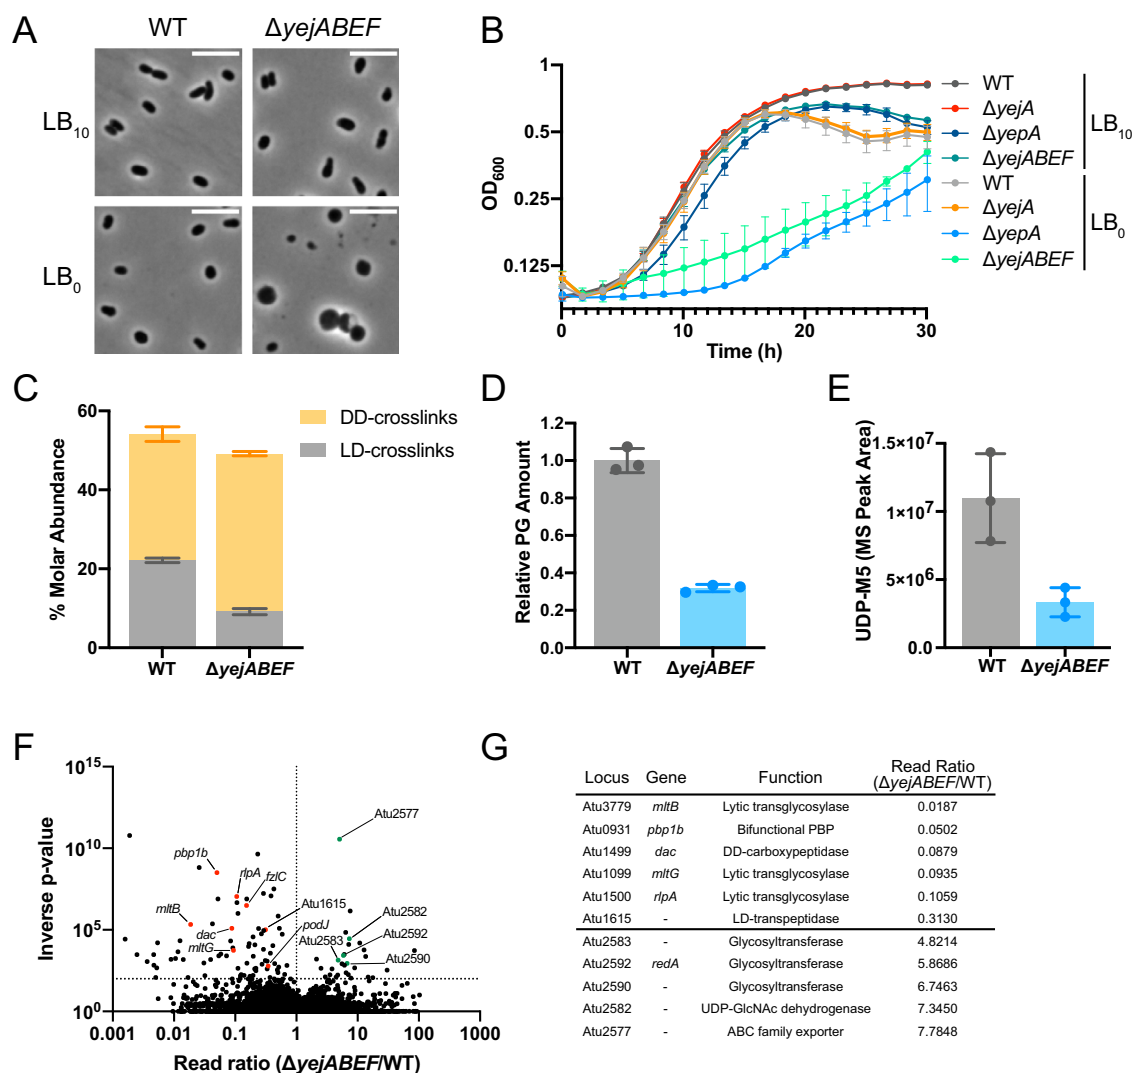 A
WT
ΔyejABEF
LB10
LB0
B
OD600
1
0.5
0.25
0.125
0
10
20
30
Time (h)
WT
ΔyejA
ΔyepA
ΔyejABEF
LB10
WT
ΔyejA
ΔyepA
ΔyejABEF
LB0
C
% Molar Abundance
60
40
20
0
WT
ΔyejABEF
DD-crosslinks
LD-crosslinks
D
Relative PG Amount
1.2
1.0
0.8
0.6
0.4
0.2
0.0
WT
ΔyejABEF
E
UDP-M5 (MS Peak Area)
1.5×10^7
1×10^7
5×10^6
0.0
WT
ΔyejABEF
F
Inverse p-value
10^15
10^10
10^5
10^0
0.001
0.01
0.1
1
10
100
1000
Read ratio (ΔyejABEF/WT)
Atu2577
pbp1b
rlpA
fzlC
mltB
Atu1615
dac
podJ
Atu2582
mltG
Atu2583
Atu2592
Atu2590
G
Locus Gene Function Read Ratio (ΔyejABEF/WT)
Atu3779 mltB Lytic transglycosylase 0.0187
Atu0931 pbp1b Bifunctional PBP 0.0502
Atu1499 dac DD-carboxypeptidase 0.0879
Atu1099 mltG Lytic transglycosylase 0.0935
Atu1500 rlpA Lytic transglycosylase 0.1059
Atu1615 - LD-transpeptidase 0.3130
Atu2583 - Glycosyltransferase 4.8214
Atu2592 redA Glycosyltransferase 5.8686
Atu2590 - Glycosyltransferase 6.7463
Atu2582 - UDP-GlcNAc dehydrogenase 7.3450
Atu2577 - ABC family exporter 7.7848